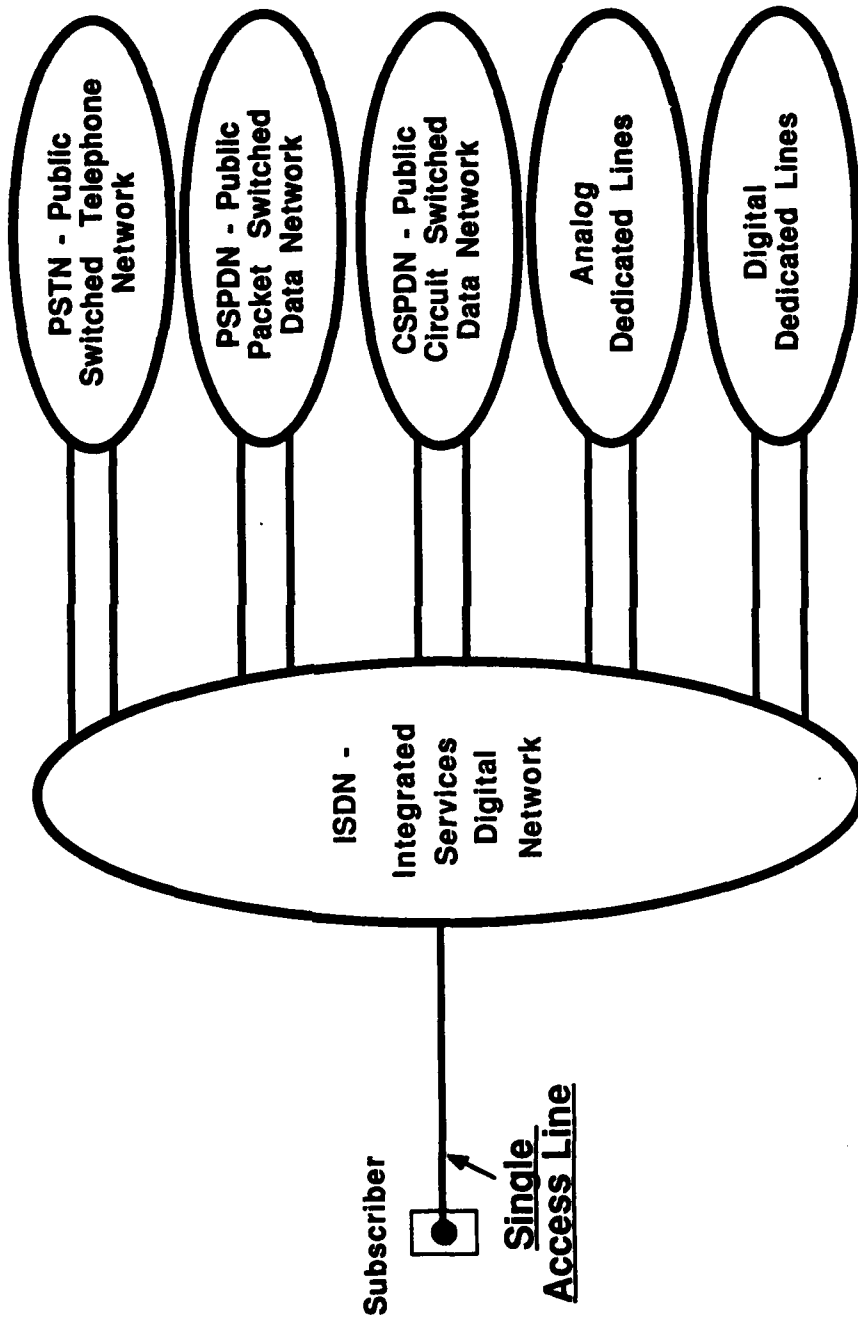 Subscriber
Single
Access Line
ISDN -
Integrated
Services
Digital
Network
PSTN - Public
Switched Telephone
Network
PSPDN - Public
Packet Switched
Data Network
CSPDN - Public
Circuit Switched
Data Network
Analog
Dedicated Lines
Digital
Dedicated Lines